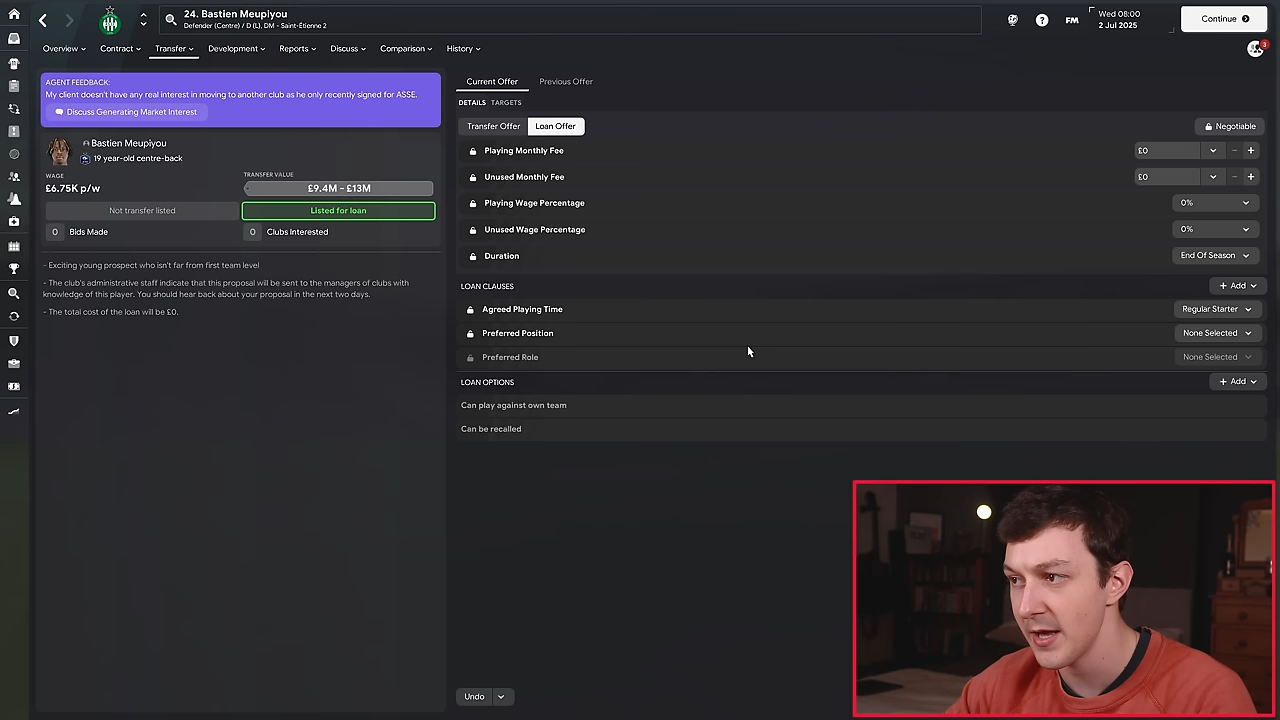 24. Bastien Meupiyou
Defender (Centre) / D (L), DM - Saint-Étienne 2
FM
Wed 08:00
2 Jul 2025
Continue
Overview
Contract
Transfer
Development
Reports
Discuss
Comparison
History
3
AGENT FEEDBACK:
My client doesn't have any real interest in moving to another club as he only recently signed for ASSE.
Discuss Generating Market Interest
Bastien Meupiyou
19 year-old centre-back
WAGE
£6.75K p/w
TRANSFER VALUE
£9.4M - £13M
Not transfer listed
Listed for loan
0 Bids Made
0 Clubs Interested
- Exciting young prospect who isn't far from first team level
- The club's administrative staff indicate that this proposal will be sent to the managers of clubs with
knowledge of this player. You should hear back about your proposal in the next two days.
- The total cost of the loan will be £0.
Current Offer
Previous Offer
DETAILS
TARGETS
Transfer Offer
Loan Offer
Negotiable
Playing Monthly Fee
£0
Unused Monthly Fee
£0
Playing Wage Percentage
0%
Unused Wage Percentage
0%
Duration
End Of Season
LOAN CLAUSES
+ Add
Agreed Playing Time
Regular Starter
Preferred Position
None Selected
Preferred Role
None Selected
LOAN OPTIONS
+ Add
Can play against own team
Can be recalled
Undo